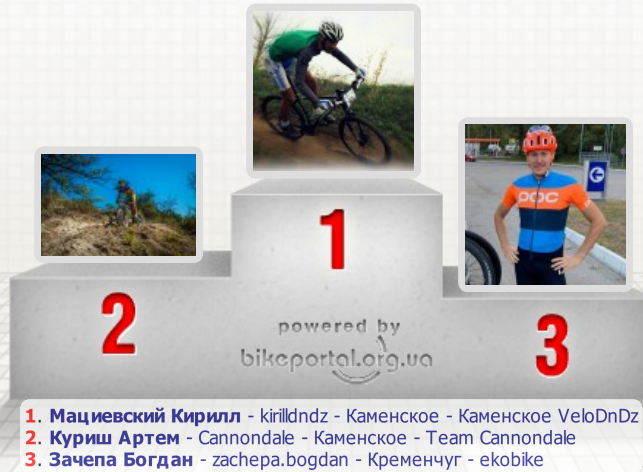 poc
1
2
3
powered by
bikeportal.org.ua
1. Мациевский Кирилл - kirilldndz - Каменское - Каменское VeloDnDz
2. Куриш Артем - Cannondale - Каменское - Team Cannondale
3. Зачепа Богдан - zachepa.bogdan - Кременчуг - ekobike